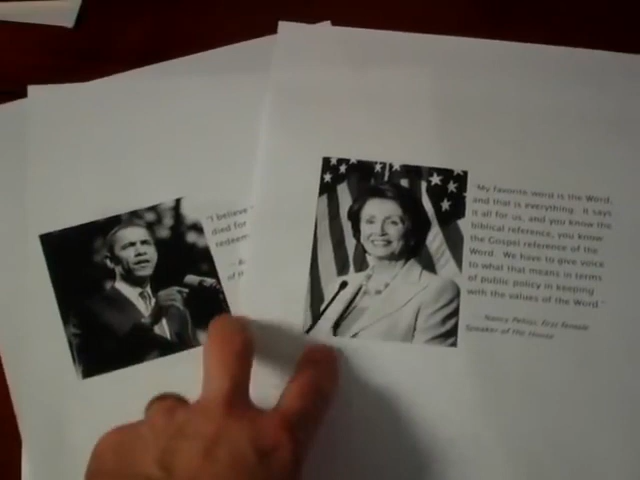 "I believe
died for
redeem
"My favorite word is the Word,
and that is everything. It says
it all for us, and you know the
biblical reference, you know
the Gospel reference of the
Word. We have to give voice
to what that means in terms
of public policy in keeping
with the values of the Word."
Nancy Pelosi, first female
Speaker of the House